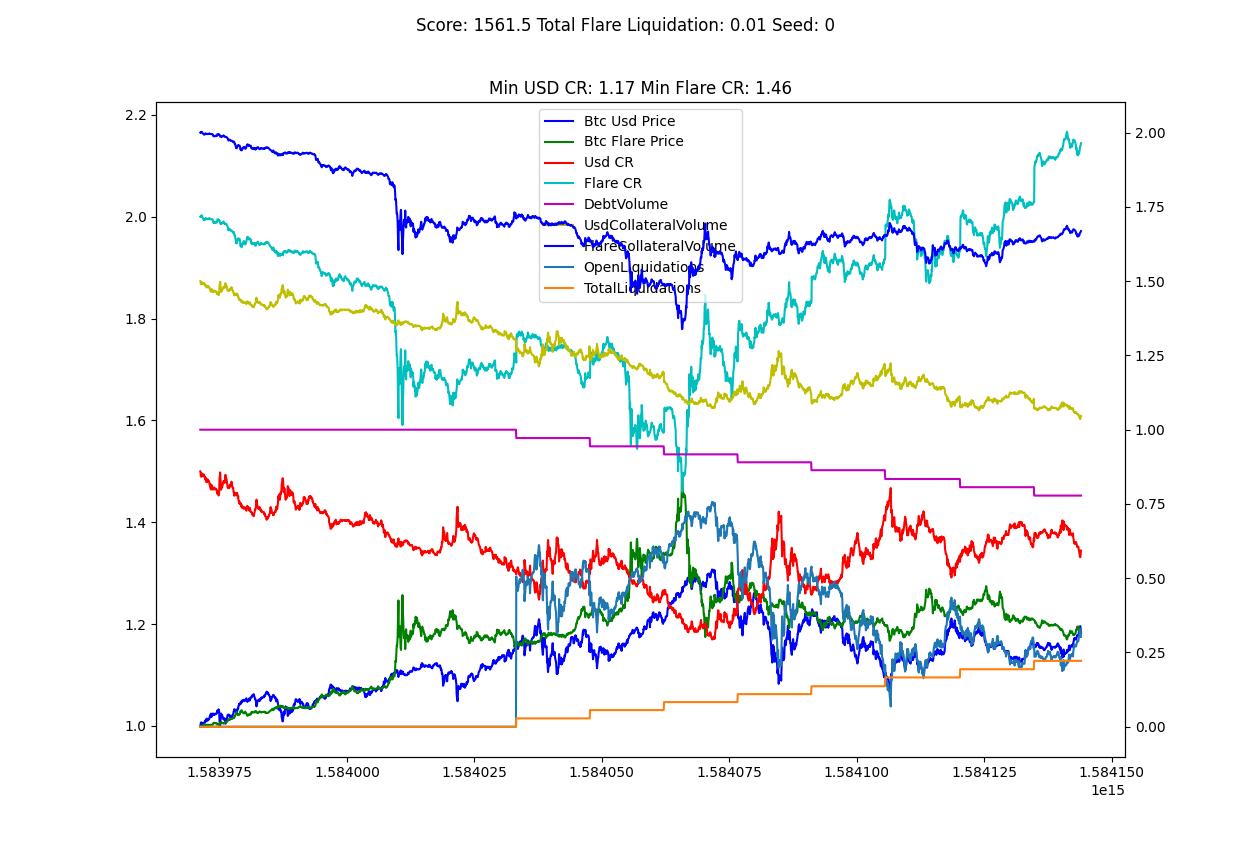 Score: 1561.5 Total Flare Liquidation: 0.01 Seed: 0
Min USD CR: 1.17 Min Flare CR: 1.46
Btc Usd Price
Btc Flare Price
Usd CR
Flare CR
DebtVolume
UsdCollateralVolume
FlareCollateralVolume
OpenLiquidations
TotalLiquidations
2.2
2.0
1.8
1.6
1.4
1.2
1.0
2.00
1.75
1.50
1.25
1.00
0.75
0.50
0.25
0.00
1.583975 1.584000 1.584025 1.584050 1.584075 1.584100 1.584125 1.584150
1e15